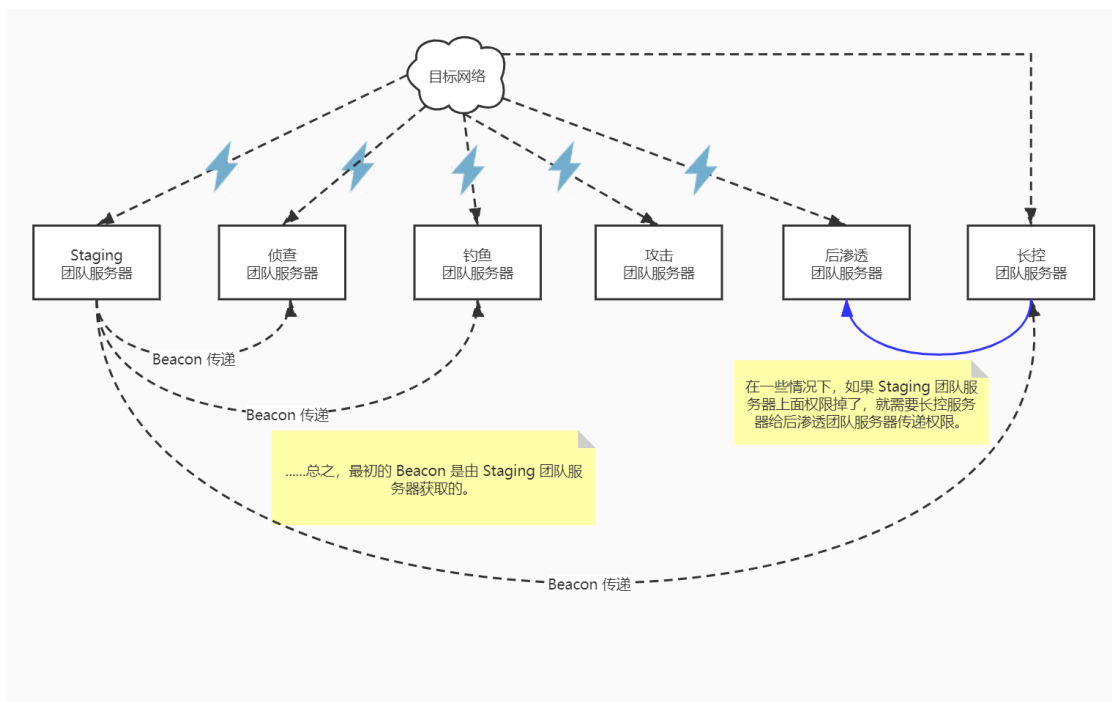 目标网络
Staging
团队服务器
侦查
团队服务器
钓鱼
团队服务器
攻击
团队服务器
后渗透
团队服务器
长控
团队服务器
Beacon 传递
Beacon 传递
在一些情况下，如果 Staging 团队服
务器上面权限掉了，就需要长控服务
器给后渗透团队服务器传递权限。
……总之，最初的 Beacon 是由 Staging 团队服
务器获取的。
Beacon 传递